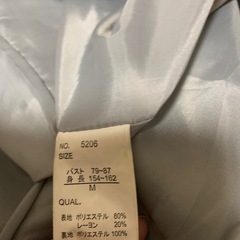 NO. 5206
SIZE
バスト 79~87
身長 154~162
M
QUAL.
表地 ポリエステル 80%
レーヨン 20%
裏地 ポリエステル 100%